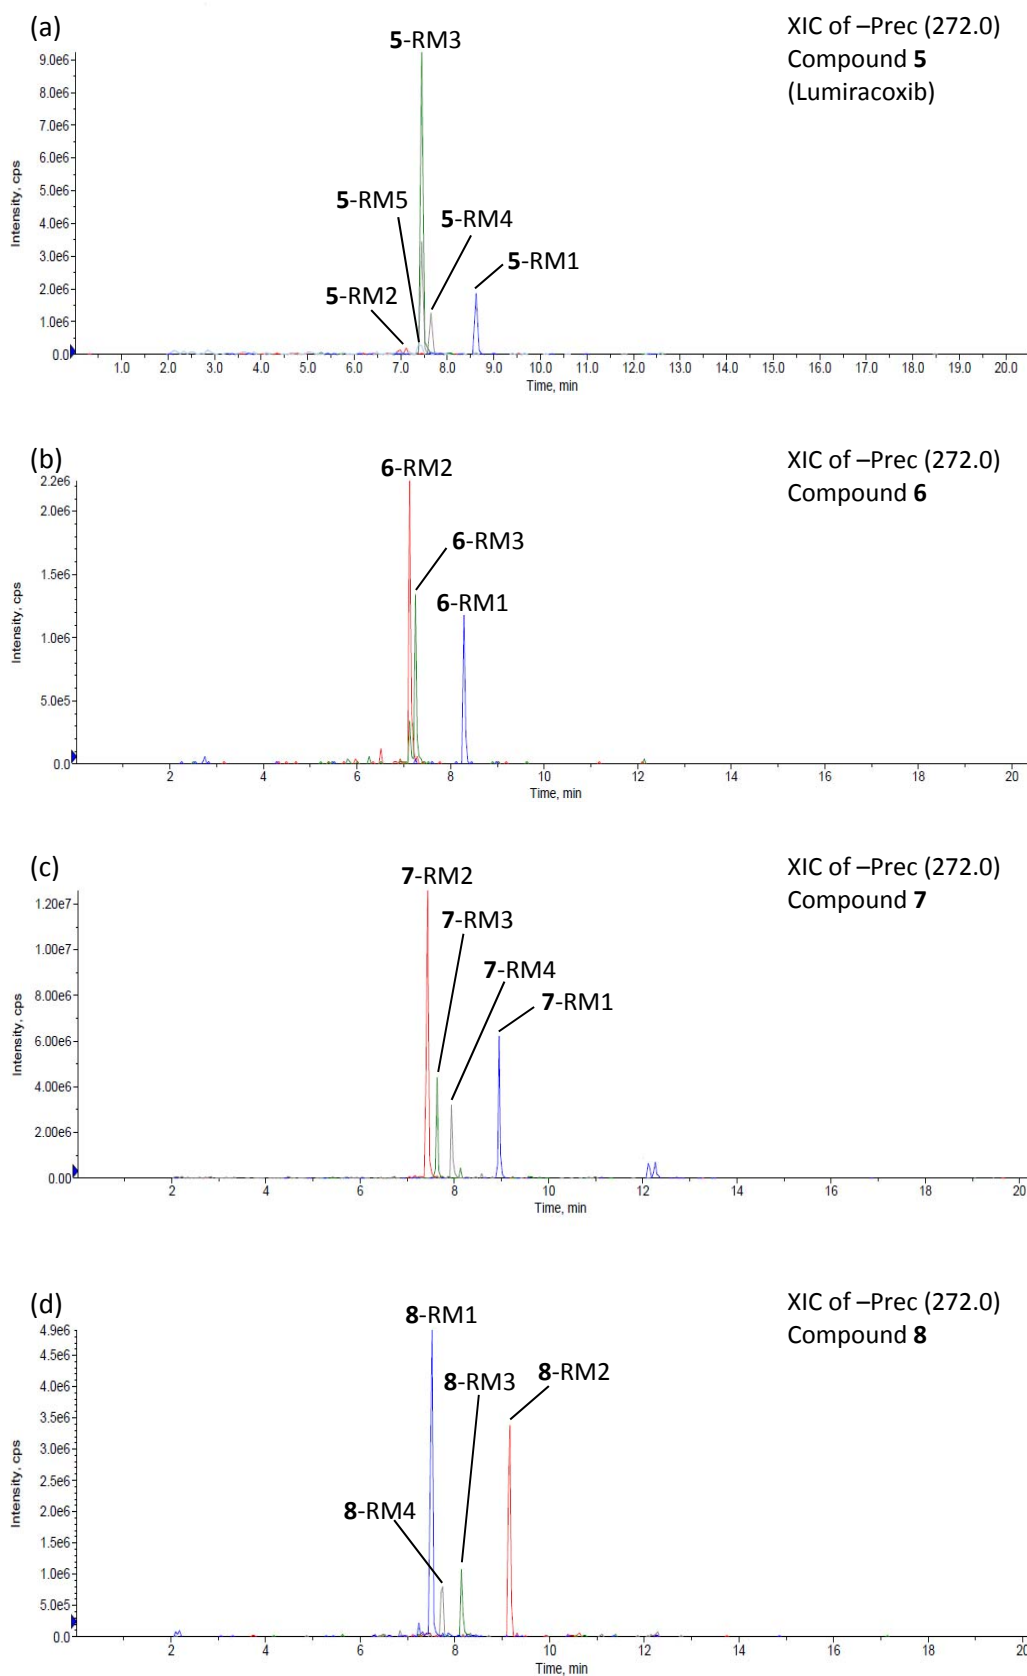 (a)
XIC of –Prec (272.0)
Compound 5
(Lumiracoxib)
5-RM3
5-RM5
5-RM4
5-RM1
5-RM2
Intensity, cps
9.0e6
8.0e6
7.0e6
6.0e6
5.0e6
4.0e6
3.0e6
2.0e6
1.0e6
0.0
1.0 2.0 3.0 4.0 5.0 6.0 7.0 8.0 9.0 10.0 11.0 12.0 13.0 14.0 15.0 16.0 17.0 18.0 19.0 20.0
Time, min
(b)
XIC of –Prec (272.0)
Compound 6
6-RM2
6-RM3
6-RM1
Intensity, cps
2.2e6
2.0e6
1.5e6
1.0e6
5.0e5
0.0
2 4 6 8 10 12 14 16 18 20
Time, min
(c)
XIC of –Prec (272.0)
Compound 7
7-RM2
7-RM3
7-RM4
7-RM1
Intensity, cps
1.20e7
1.00e7
8.00e6
6.00e6
4.00e6
2.00e6
0.00
2 4 6 8 10 12 14 16 18 20
Time, min
(d)
XIC of –Prec (272.0)
Compound 8
8-RM1
8-RM3
8-RM2
8-RM4
Intensity, cps
4.9e6
4.5e6
4.0e6
3.5e6
3.0e6
2.5e6
2.0e6
1.5e6
1.0e6
5.0e5
0.0
2 4 6 8 10 12 14 16 18 20
Time, min